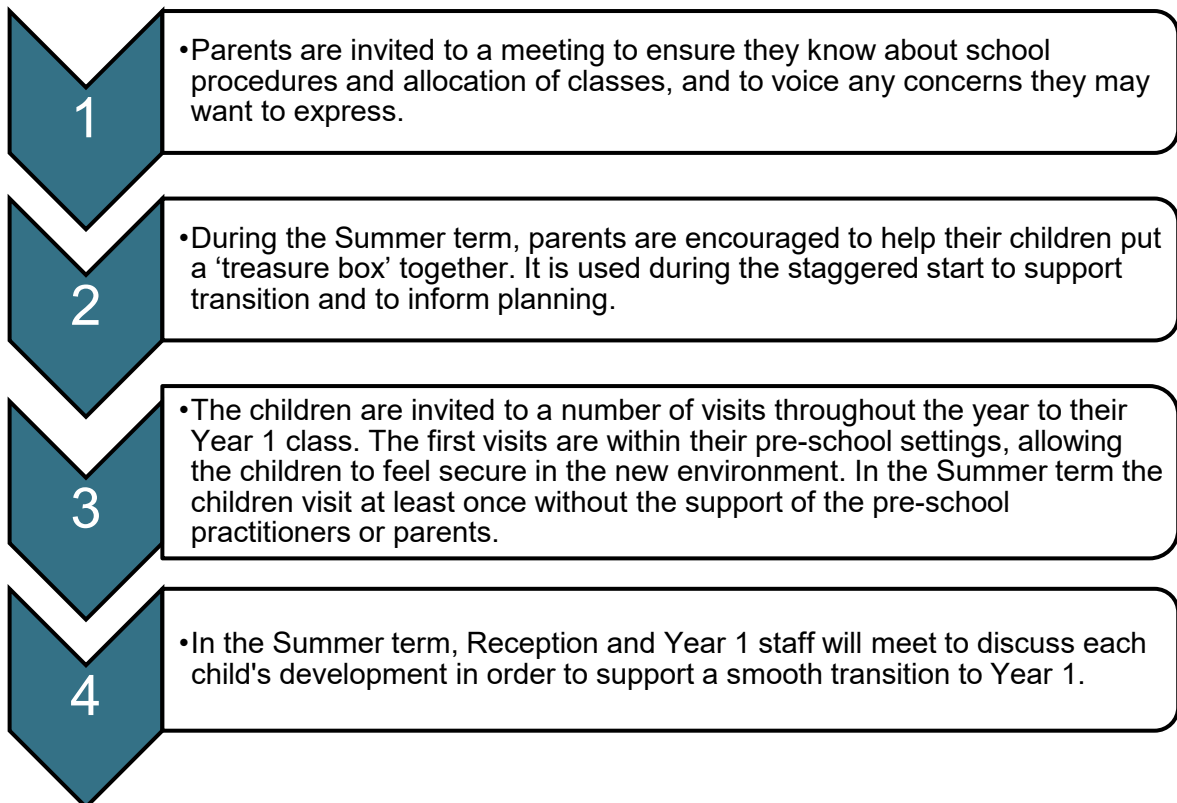 1
•Parents are invited to a meeting to ensure they know about school
procedures and allocation of classes, and to voice any concerns they may
want to express.
2
•During the Summer term, parents are encouraged to help their children put
a ‘treasure box’ together. It is used during the staggered start to support
transition and to inform planning.
3
•The children are invited to a number of visits throughout the year to their
Year 1 class. The first visits are within their pre-school settings, allowing
the children to feel secure in the new environment. In the Summer term the
children visit at least once without the support of the pre-school
practitioners or parents.
4
•In the Summer term, Reception and Year 1 staff will meet to discuss each
child's development in order to support a smooth transition to Year 1.